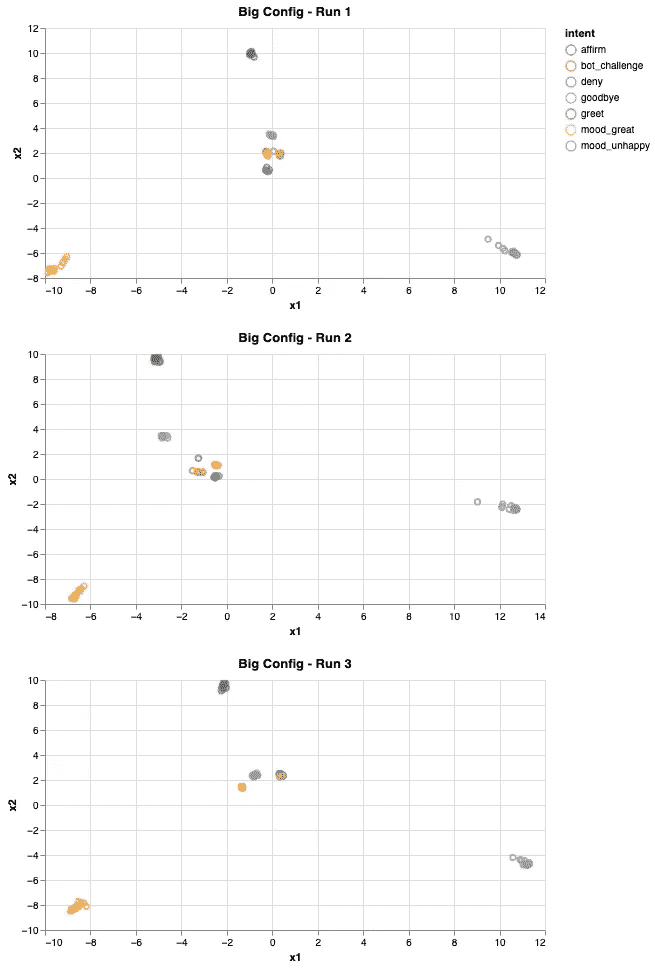 Big Config - Run 1
12
10
8
6
4
2
0
−2
−4
−6
−8
x2
−10 −8 −6 −4 −2 0 2 4 6 8 10 12
x1
intent
affirm
bot_challenge
deny
goodbye
greet
mood_great
mood_unhappy
Big Config - Run 2
10
8
6
4
2
0
−2
−4
−6
−8
−10
x2
−8 −6 −4 −2 0 2 4 6 8 10 12 14
x1
Big Config - Run 3
10
8
6
4
2
0
−2
−4
−6
−8
−10
x2
−10 −8 −6 −4 −2 0 2 4 6 8 10 12
x1